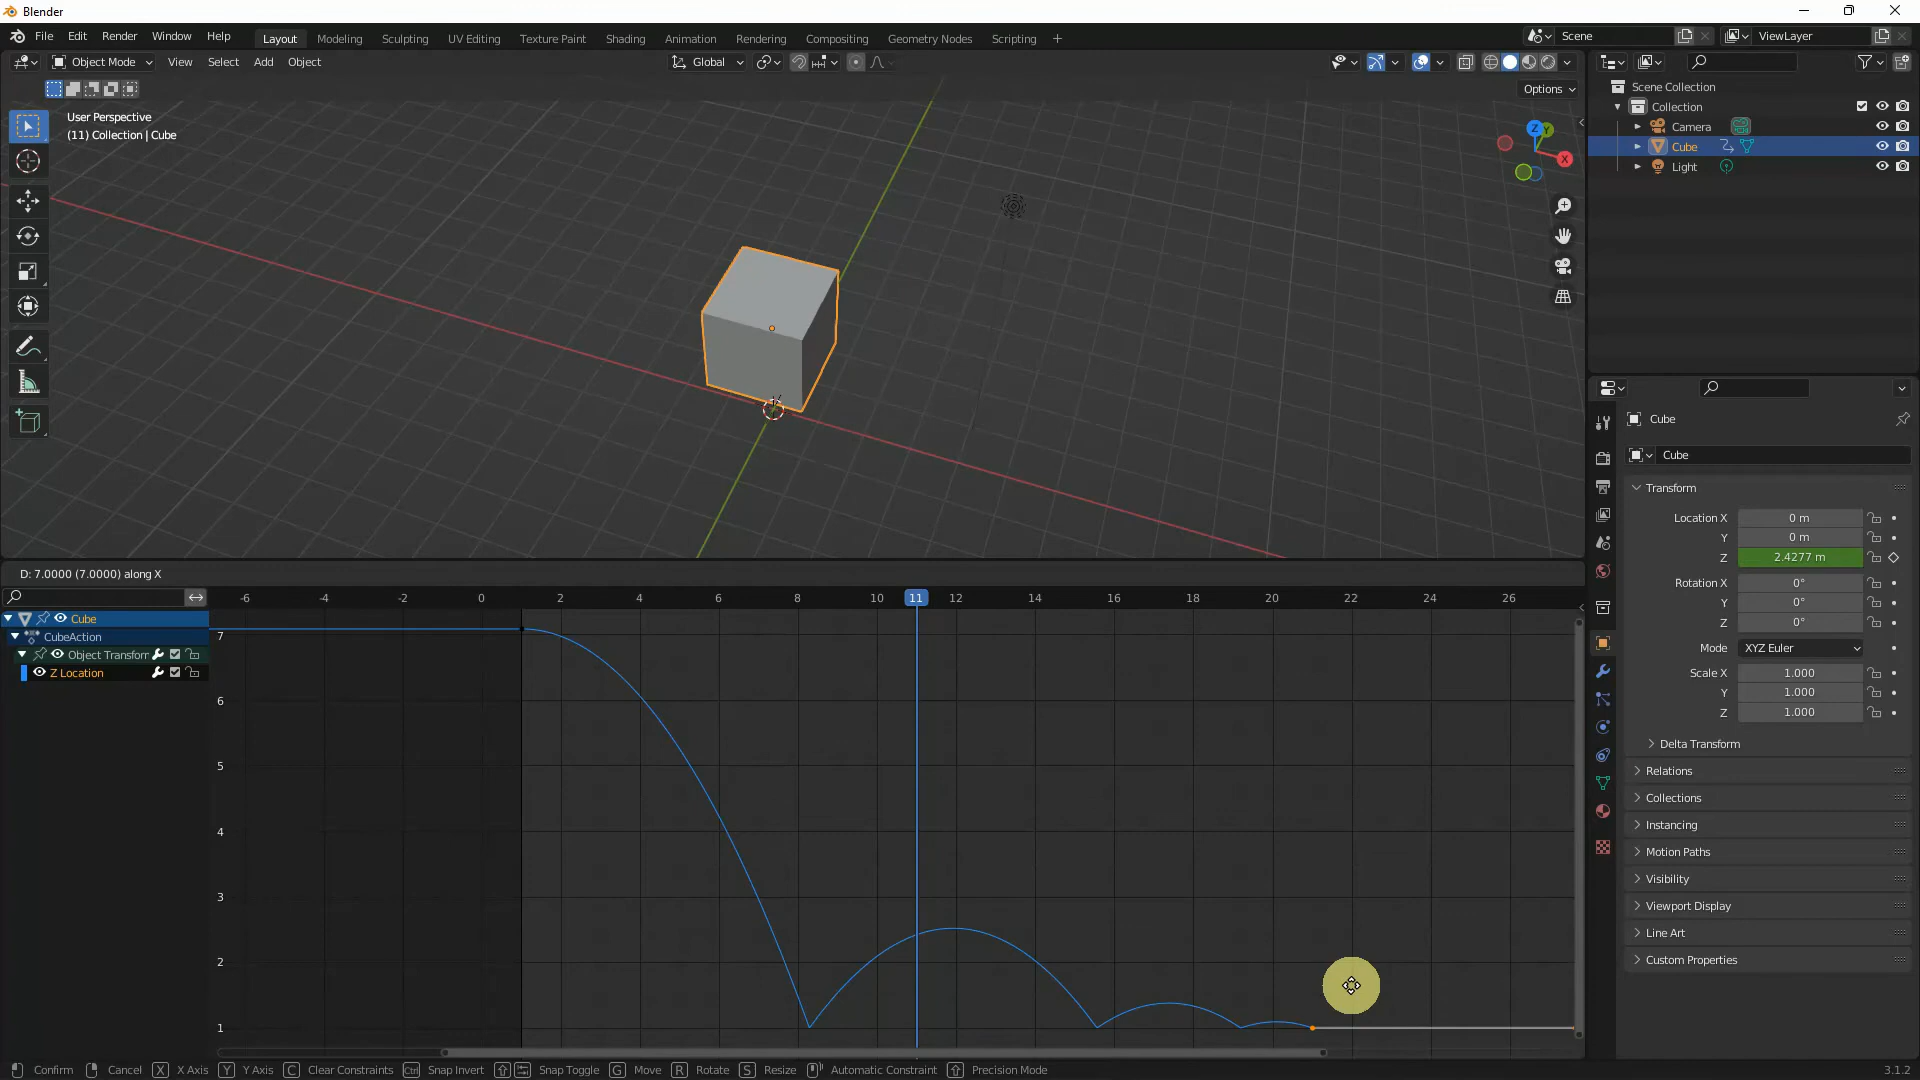 Blender
File Edit Render Window Help Layout Modeling Sculpting UV Editing Texture Paint Shading Animation Rendering Compositing Geometry Nodes Scripting + Scene ViewLayer
Object Mode View Select Add Object Global
Options
User Perspective
(11) Collection | Cube
Z Y X
Scene Collection
Collection
Camera
Cube
Light
Cube
Cube
Transform
Location X 0 m
Y 0 m
Z 2.4277 m
Rotation X 0°
Y 0°
Z 0°
Mode XYZ Euler
Scale X 1.000
Y 1.000
Z 1.000
Delta Transform
Relations
Collections
Instancing
Motion Paths
Visibility
Viewport Display
Line Art
Custom Properties
D: 7.0000 (7.0000) along X
-6 -4 -2 0 2 4 6 8 10 11 12 14 16 18 20 22 24 26
Cube
CubeAction
Object Transforr
Z Location
7
6
5
4
3
2
1
Confirm Cancel X X Axis Y Y Axis C Clear Constraints Ctrl Snap Invert Snap Toggle G Move R Rotate S Resize Automatic Constraint Precision Mode 3.1.2